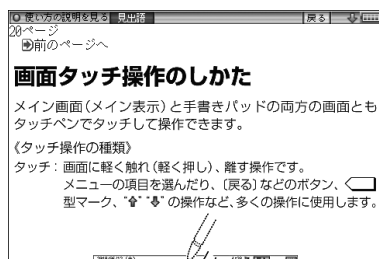 使い方の説明を見る 見出語 戻る
20ページ
前のページへ
画面タッチ操作のしかた
メイン画面(メイン表示)と手書きパッドの両方の画面とも
タッチペンでタッチして操作できます。
《タッチ操作の種類》
タッチ:画面に軽く触れ(軽く押し)、離す操作です。
メニューの項目を選んだり、〔戻る〕などのボタン、
型マーク、“⬆”“⬇”の操作など、多くの操作に使用します。